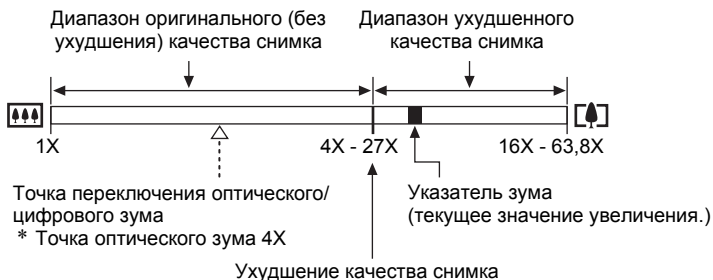 Диапазон оригинального (без
ухудшения) качества снимка
Диапазон ухудшенного
качества снимка
1X
4X - 27X
16X - 63,8X
Точка переключения оптического/
цифрового зума
* Точка оптического зума 4X
Указатель зума
(текущее значение увеличения.)
Ухудшение качества снимка